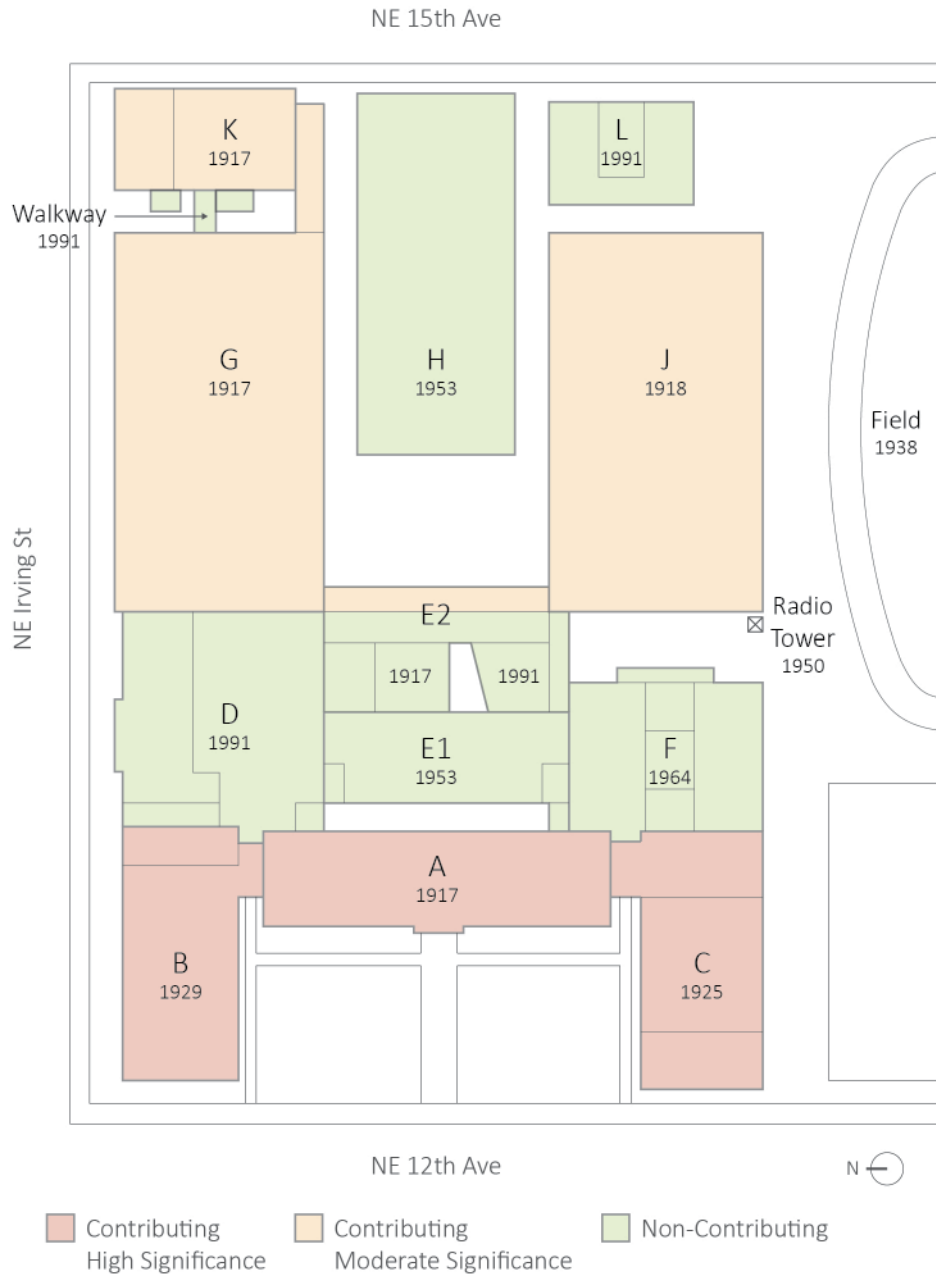 NE 15th Ave
K
1917
L
1991
Walkway
1991
G
1917
H
1953
J
1918
Field
1938
NE Irving St
E2
Radio
Tower
1950
1917
1991
D
1991
E1
1953
F
1964
A
1917
B
1929
C
1925
NE 12th Ave
N
Contributing
High Significance
Contributing
Moderate Significance
Non-Contributing